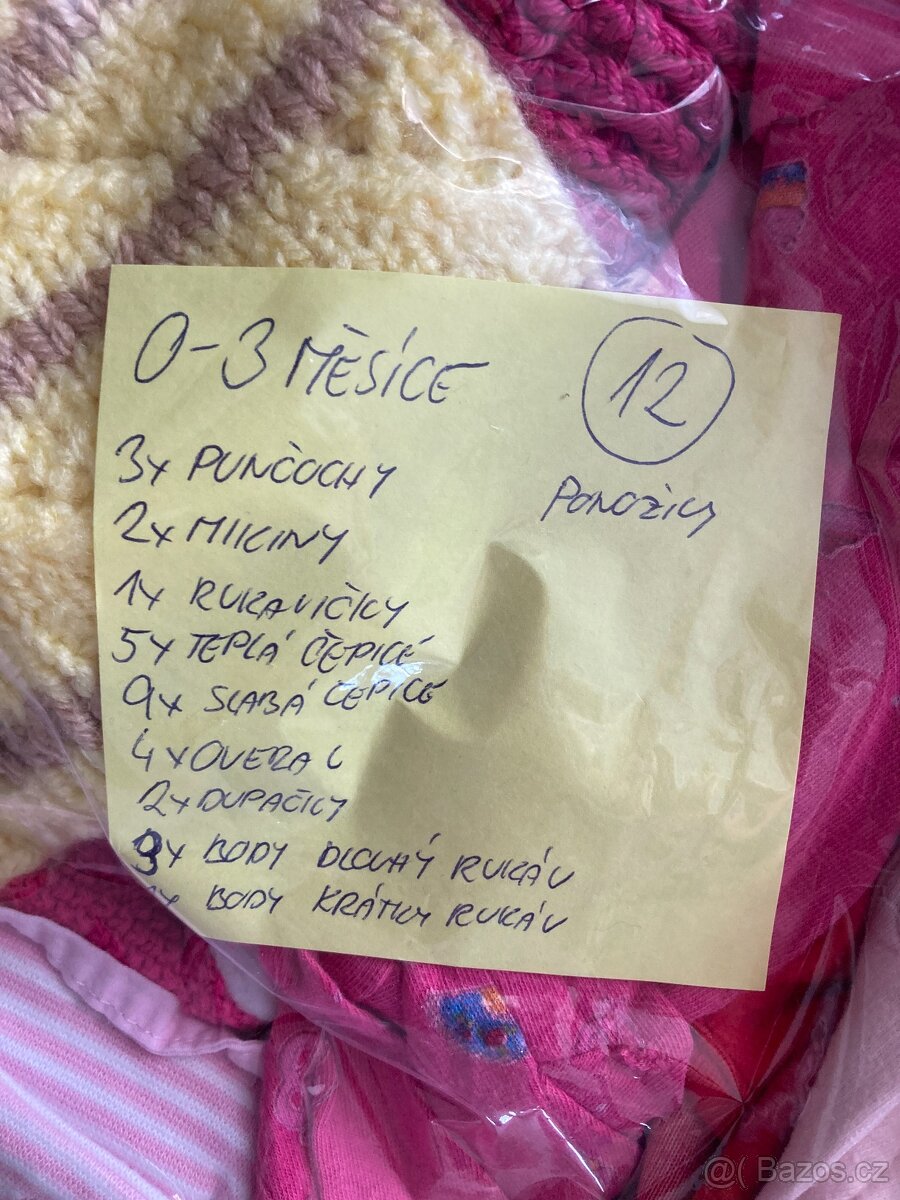 0-3 MĚSÍCE
12
PONOŽKY
3x PUNČOCHY
2x MIKINY
1x RUKAVIČKY
5x TEPLÁ ČEPICE
9x SLABÁ ČEPICE
4x OVERAL
2x DUPAČKY
9x BODY DLOUHÝ RUKÁV
BODY KRÁTKÝ RUKÁV
@( Bazos.cz